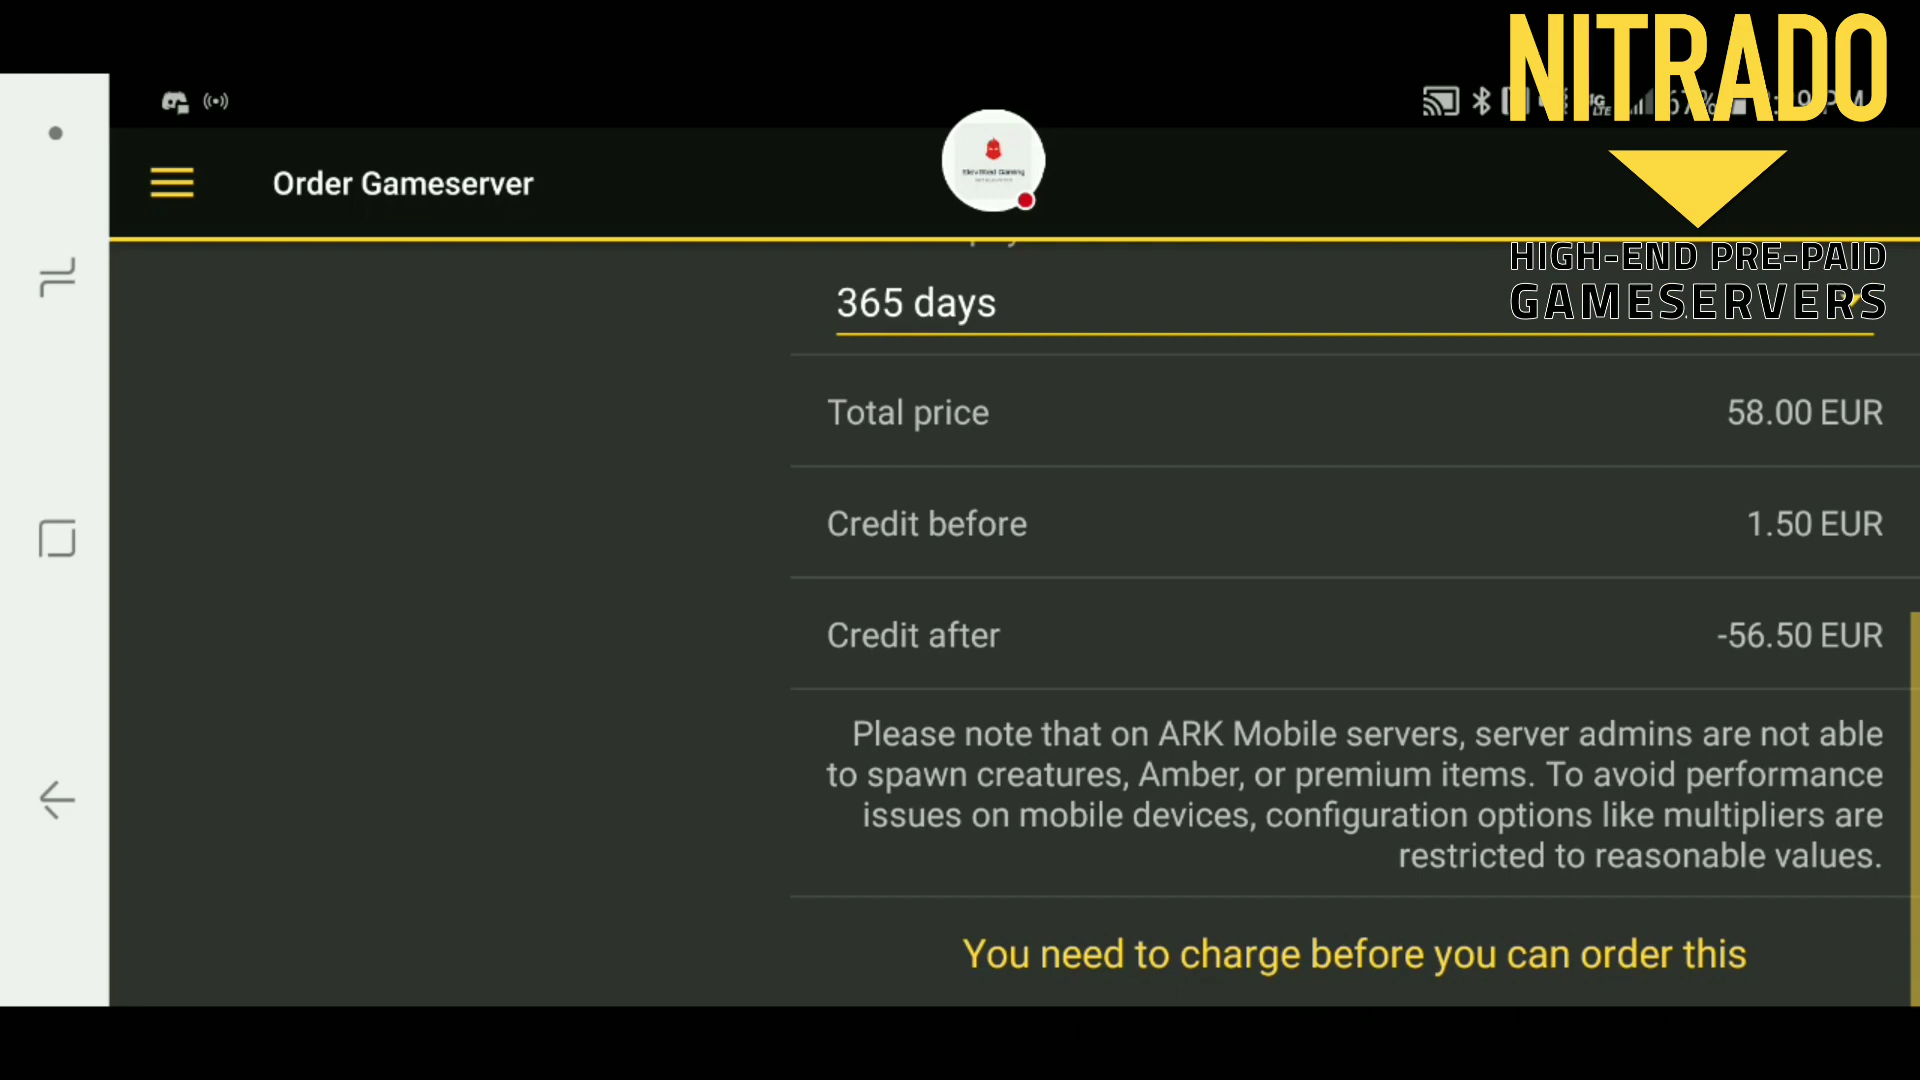 NITRADO
67%
Order Gameserver
Elev8ted Gaming
HIGH-END PRE-PAID
GAMESERVERS
365 days
Total price
58.00 EUR
Credit before
1.50 EUR
Credit after
-56.50 EUR
Please note that on ARK Mobile servers, server admins are not able
to spawn creatures, Amber, or premium items. To avoid performance
issues on mobile devices, configuration options like multipliers are
restricted to reasonable values.
You need to charge before you can order this